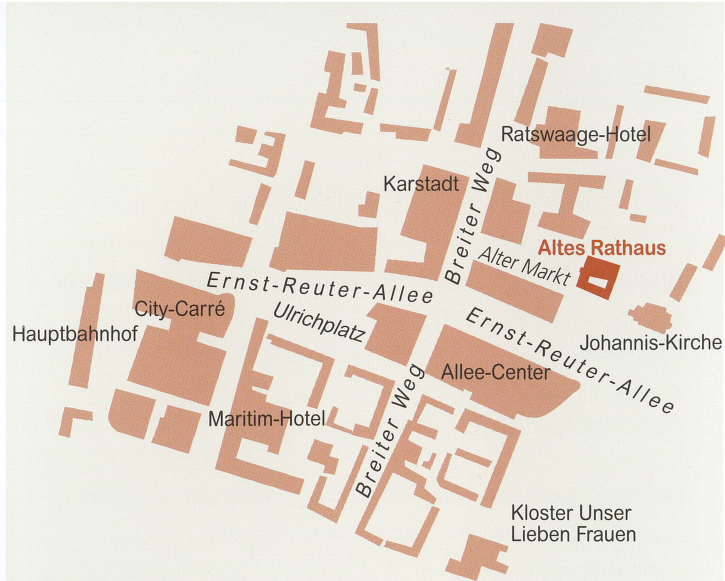 Ratswaage-Hotel
Karstadt
Breiter Weg
Altes Rathaus
Alter Markt
Ernst-Reuter-Allee
City-Carré
Ulrichplatz
Hauptbahnhof
Ernst-Reuter-Allee
Johannis-Kirche
Allee-Center
Breiter Weg
Maritim-Hotel
Kloster Unser
Lieben Frauen